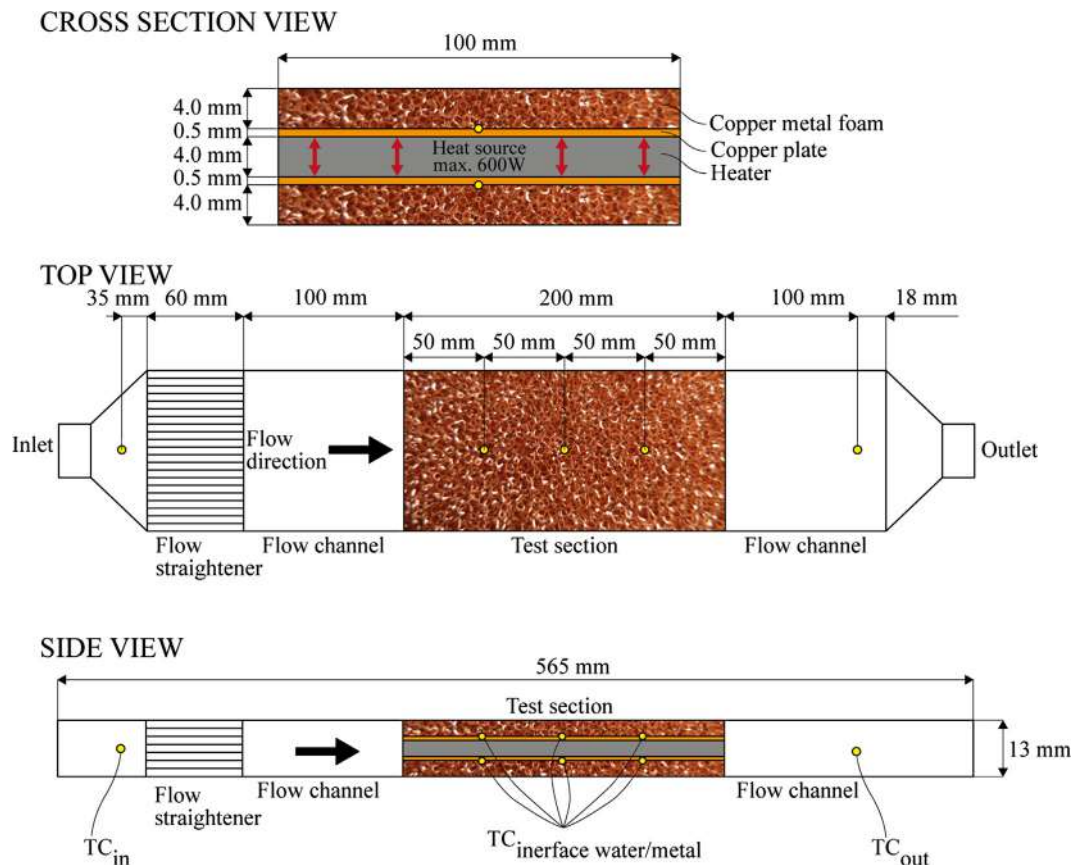 CROSS SECTION VIEW
100 mm
4.0 mm
0.5 mm
4.0 mm
0.5 mm
4.0 mm
Heat source
max. 600W
Copper metal foam
Copper plate
Heater
TOP VIEW
35 mm 60 mm 100 mm 200 mm 100 mm 18 mm
50 mm 50 mm 50 mm 50 mm
Inlet
Flow
direction
Outlet
Flow
straightener
Flow channel
Test section
Flow channel
SIDE VIEW
565 mm
Test section
13 mm
Flow
straightener
Flow channel
Flow channel
TCin
TCinerface water/metal
TCout